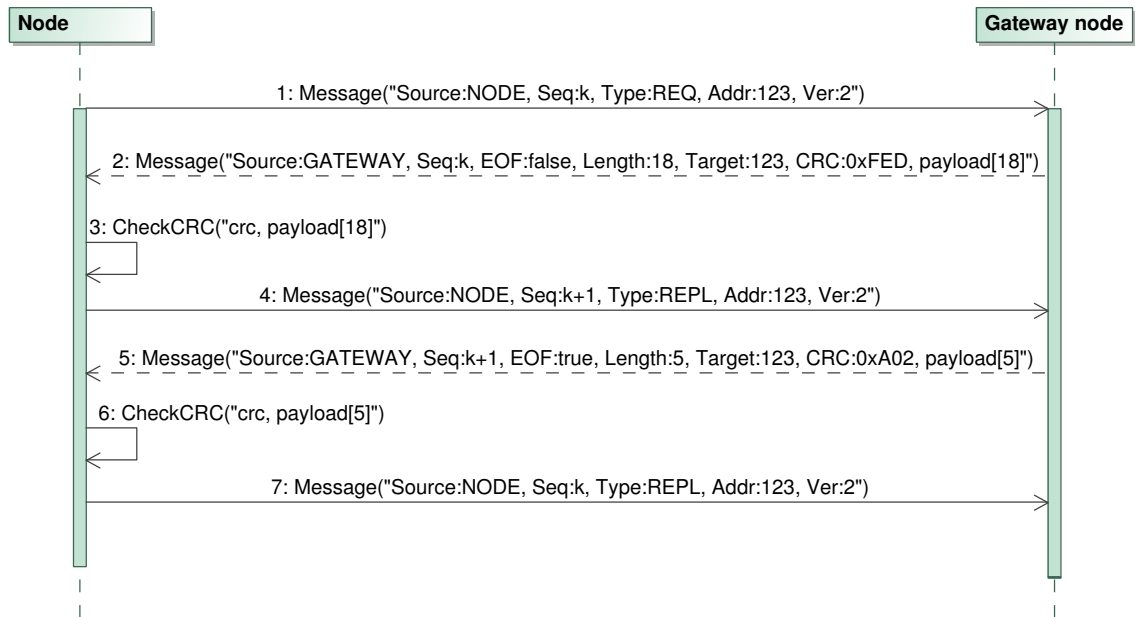 Node
Gateway node
1: Message("Source:NODE, Seq:k, Type:REQ, Addr:123, Ver:2")
2: Message("Source:GATEWAY, Seq:k, EOF:false, Length:18, Target:123, CRC:0xFED, payload[18]")
3: CheckCRC("crc, payload[18]")
4: Message("Source:NODE, Seq:k+1, Type:REPL, Addr:123, Ver:2")
5: Message("Source:GATEWAY, Seq:k+1, EOF:true, Length:5, Target:123, CRC:0xA02, payload[5]")
6: CheckCRC("crc, payload[5]")
7: Message("Source:NODE, Seq:k, Type:REPL, Addr:123, Ver:2")